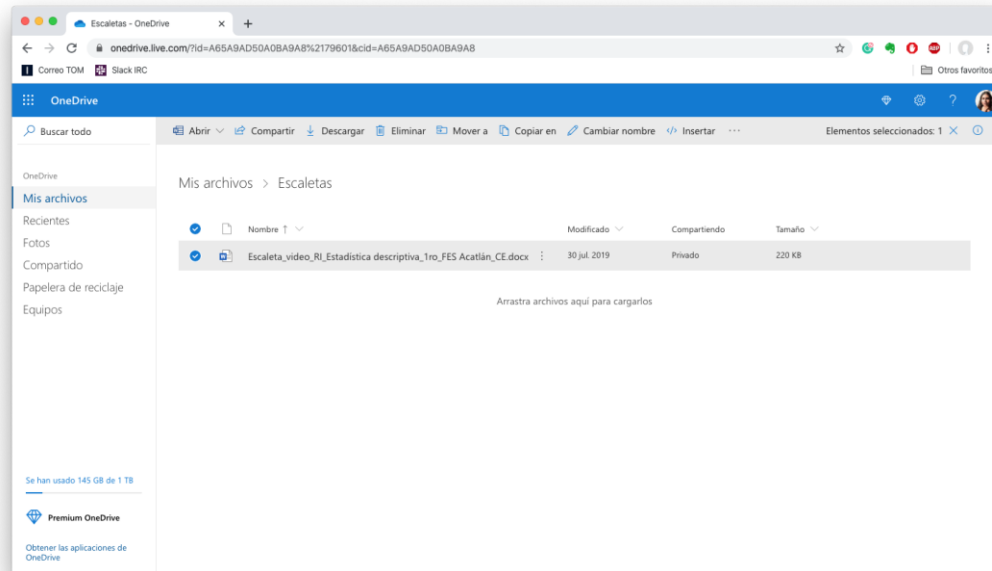 Escaletas - OneDrive
onedrive.live.com/?id=A65A9AD50A0BA9A8%2179601&cid=A65A9AD50A0BA9A8
Correo TOM Slack IRC Otros favoritos
OneDrive ?
Buscar todo Abrir Compartir Descargar Eliminar Mover a Copiar en Cambiar nombre Insertar ··· Elementos seleccionados: 1
OneDrive
Mis archivos
Recientes
Fotos
Compartido
Papelera de reciclaje
Equipos
Mis archivos > Escaletas
Nombre ↑ Modificado Compartiendo Tamaño
Escaleta_video_RI_Estadística descriptiva_1ro_FES Acatlán_CE.docx 30 jul. 2019 Privado 220 KB
Arrastra archivos aquí para cargarlos
Se han usado 145 GB de 1 TB
Premium OneDrive
Obtener las aplicaciones de
OneDrive